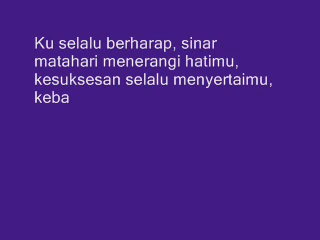 Ku selalu berharap, sinar
matahari menerangi hatimu,
kesuksesan selalu menyertaimu,
keba